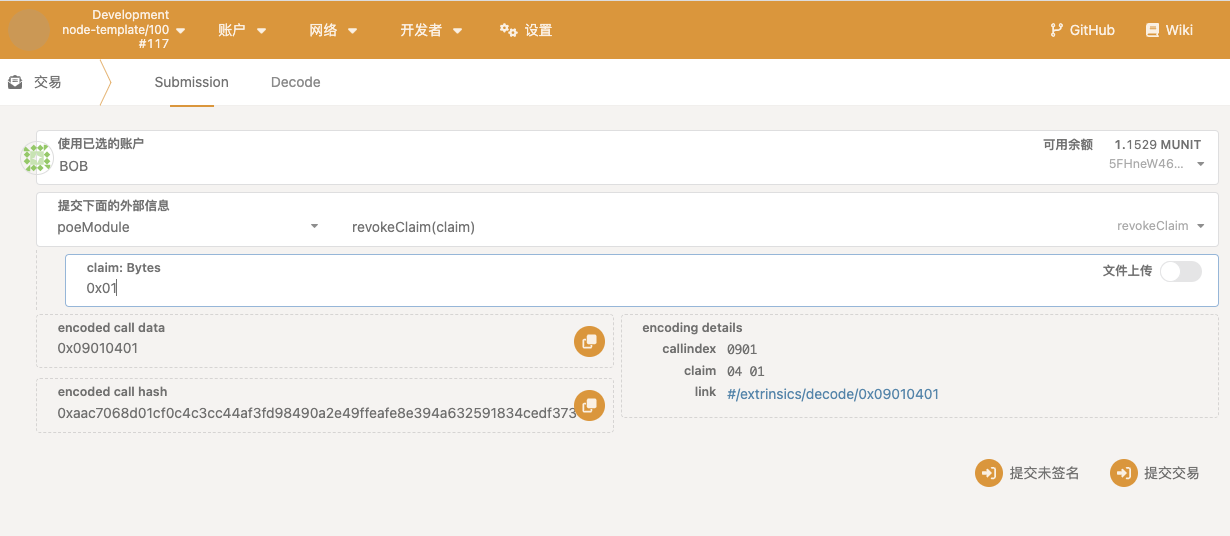 Development
node-template/100
#117
账户
网络
开发者
设置
GitHub
Wiki
交易
Submission
Decode
使用已选的账户
BOB
可用余额 1.1529 MUNIT
5FHneW46...
提交下面的外部信息
poeModule
revokeClaim(claim)
revokeClaim
claim: Bytes
0x01
文件上传
encoded call data
0x09010401
encoding details
callindex 0901
claim 04 01
link #/extrinsics/decode/0x09010401
encoded call hash
0xaac7068d01cf0c4c3cc44af3fd98490a2e49ffeafe8e394a632591834cedf373
提交未签名
提交交易